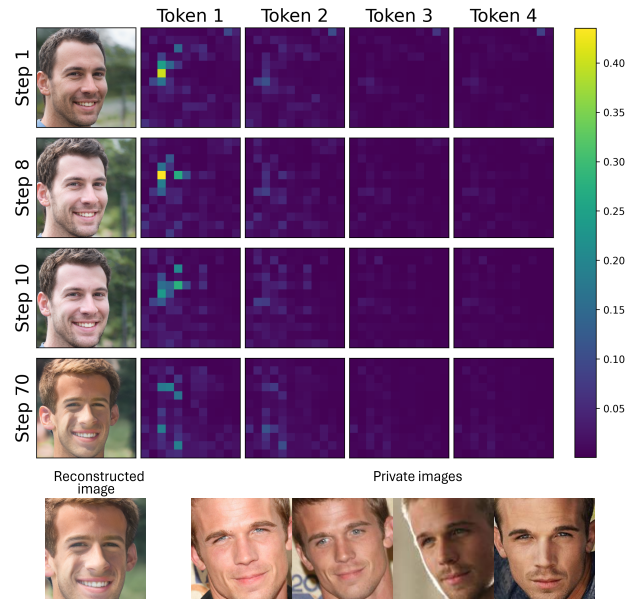 Token 1 Token 2 Token 3 Token 4
Step 1
Step 8
Step 10
Step 70
0.40
0.35
0.30
0.25
0.20
0.15
0.10
0.05
Reconstructed
image
Private images
20